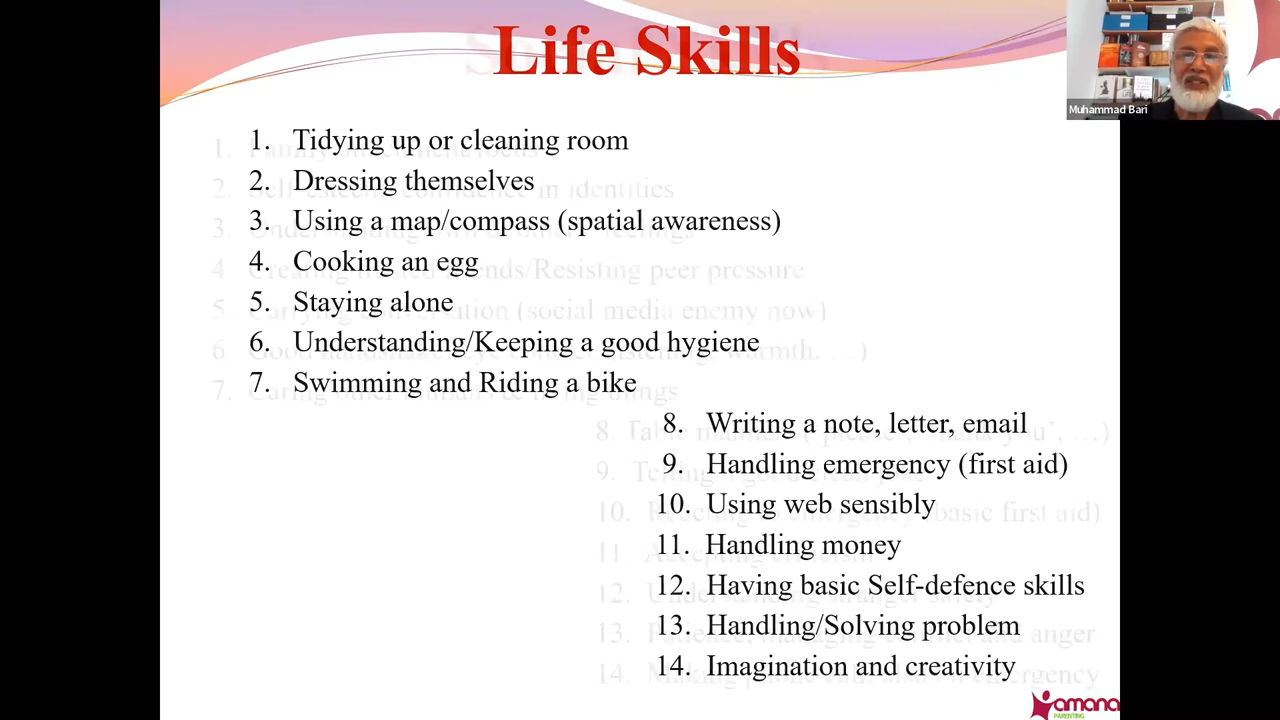 Life Skills
Muhammad Bari
1. Tidying up or cleaning room
2. Dressing themselves
3. Using a map/compass (spatial awareness)
4. Cooking an egg
5. Staying alone
6. Understanding/Keeping a good hygiene
7. Swimming and Riding a bike
8. Writing a note, letter, email
9. Handling emergency (first aid)
10. Using web sensibly
11. Handling money
12. Having basic Self-defence skills
13. Handling/Solving problem
14. Imagination and creativity
amana
PARENTING